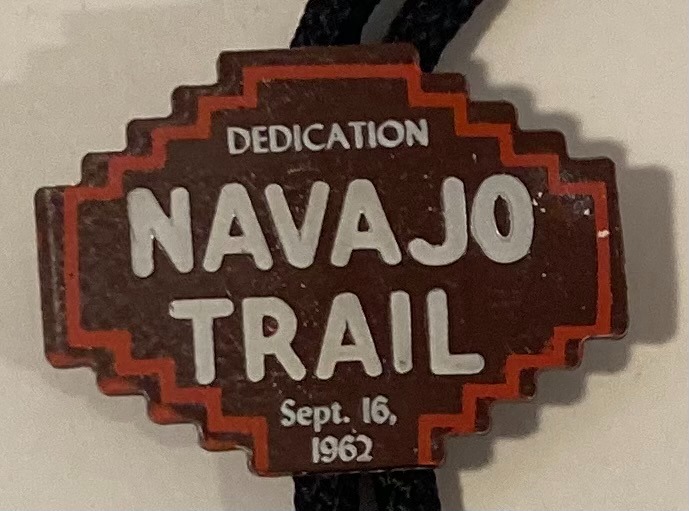 DEDICATION
NAVAJO
TRAIL
Sept. 16,
1962